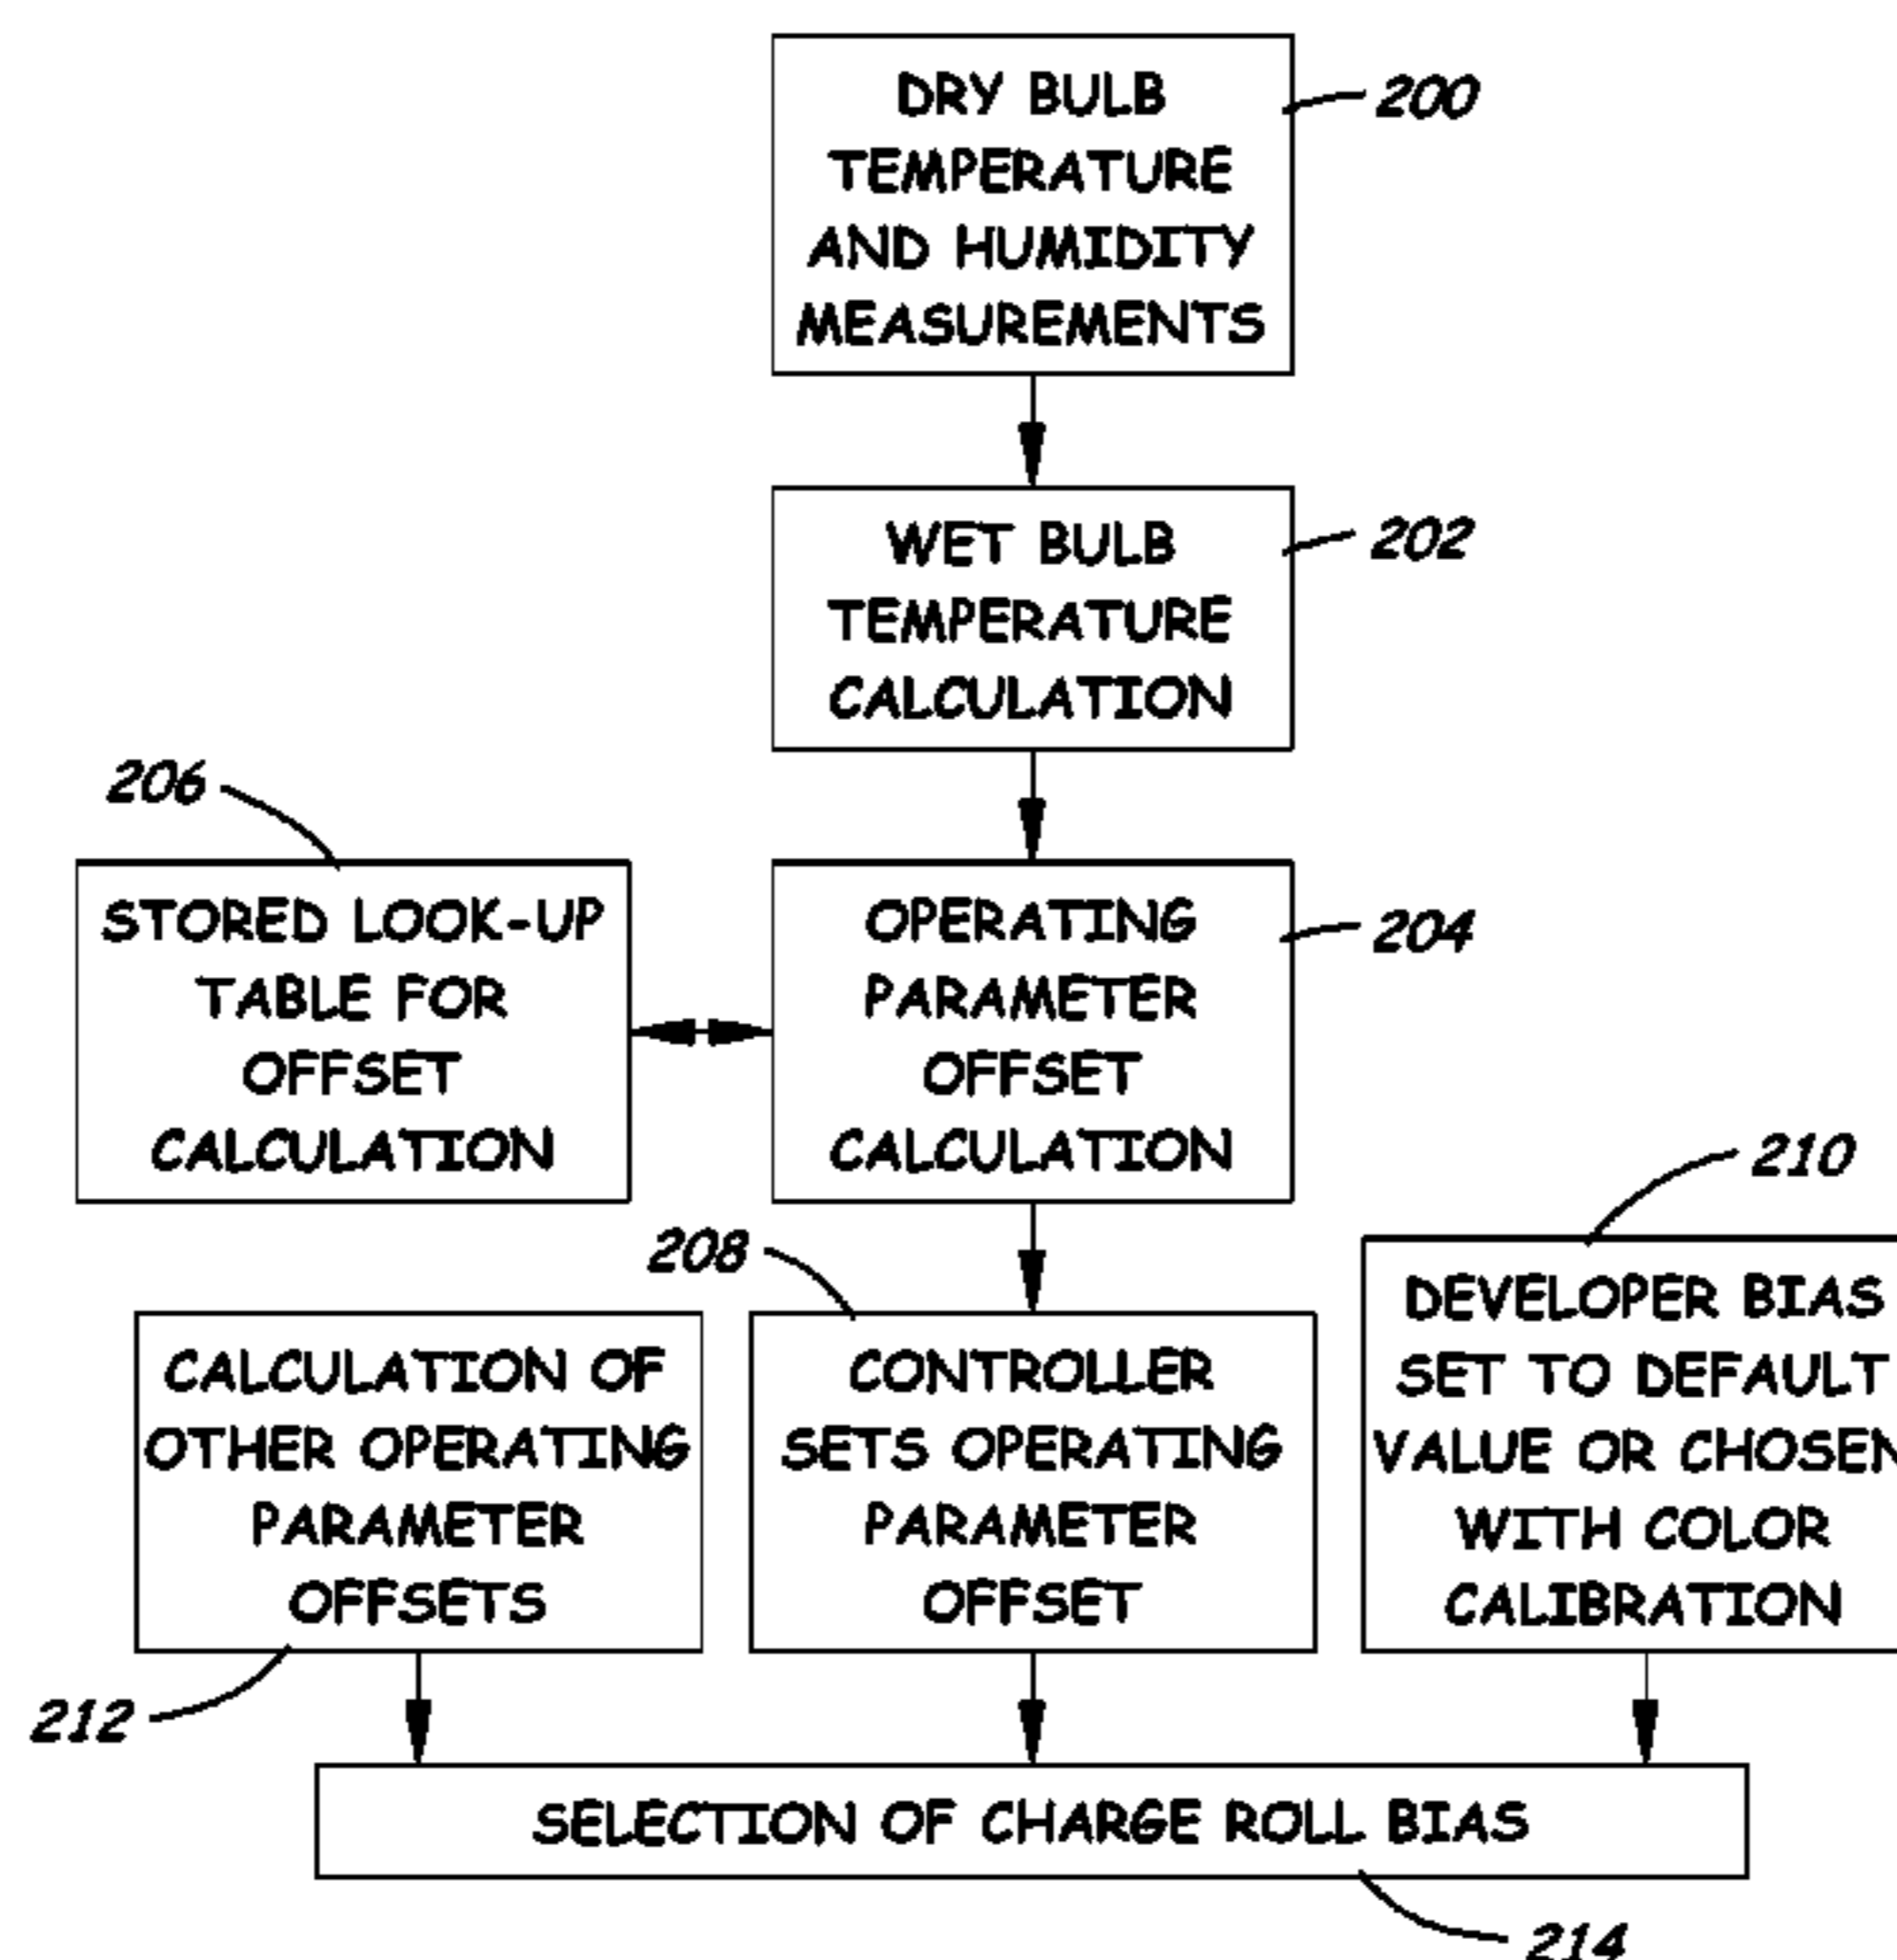 DRY BULB
TEMPERATURE
AND HUMIDITY
MEASUREMENTS
200
WET BULB
TEMPERATURE
CALCULATION
202
206
STORED LOOK-UP
TABLE FOR
OFFSET
CALCULATION
OPERATING
PARAMETER
OFFSET
CALCULATION
204
208
210
CALCULATION OF
OTHER OPERATING
PARAMETER
OFFSETS
CONTROLLER
SETS OPERATING
PARAMETER
OFFSET
DEVELOPER BIAS
SET TO DEFAULT
VALUE OR CHOSEN
WITH COLOR
CALIBRATION
212
SELECTION OF CHARGE ROLL BIAS
214